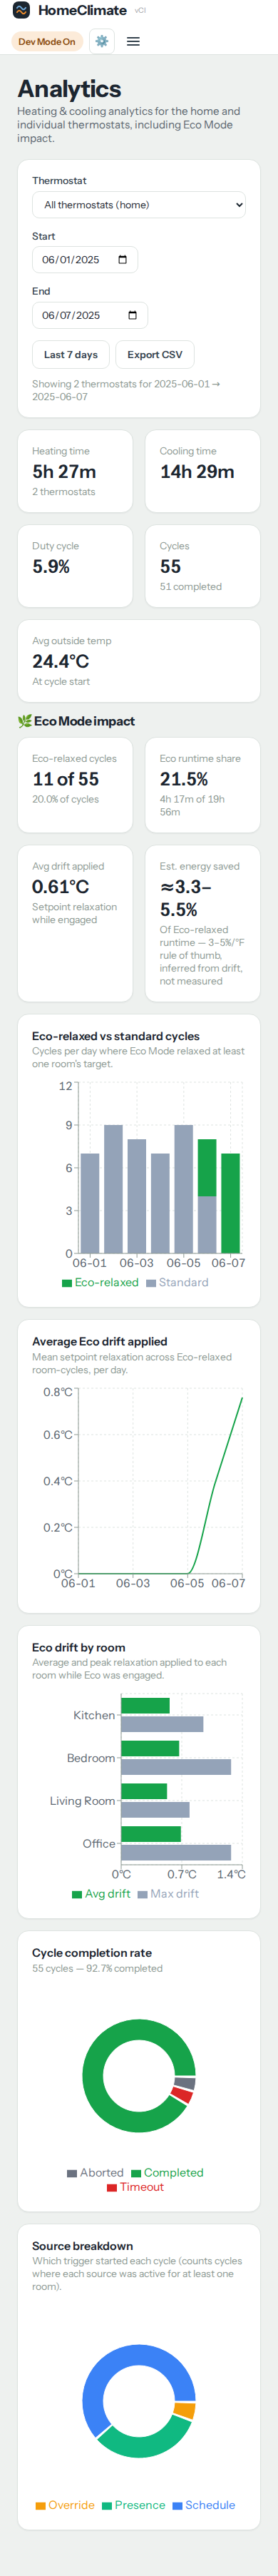 HomeClimate vCI
Dev Mode On
Analytics
Heating & cooling analytics for the home and
individual thermostats, including Eco Mode
impact.
Thermostat
All thermostats (home)
Start
06/01/2025
End
06/07/2025
Last 7 days Export CSV
Showing 2 thermostats for 2025-06-01 →
2025-06-07
Heating time
5h 27m
2 thermostats
Cooling time
14h 29m
Duty cycle
5.9%
Cycles
55
51 completed
Avg outside temp
24.4°C
At cycle start
🌿 Eco Mode impact
Eco-relaxed cycles
11 of 55
20.0% of cycles
Eco runtime share
21.5%
4h 17m of 19h
56m
Avg drift applied
0.61°C
Setpoint relaxation
while engaged
Est. energy saved
≈3.3–
5.5%
Of Eco-relaxed
runtime — 3–5%/°F
rule of thumb,
inferred from drift,
not measured
Eco-relaxed vs standard cycles
Cycles per day where Eco Mode relaxed at least
one room's target.
12
9
6
3
0
06-01 06-03 06-05 06-07
Eco-relaxed Standard
Average Eco drift applied
Mean setpoint relaxation across Eco-relaxed
room-cycles, per day.
0.8°C
0.6°C
0.4°C
0.2°C
0°C
06-01 06-03 06-05 06-07
Eco drift by room
Average and peak relaxation applied to each
room while Eco was engaged.
Kitchen
Bedroom
Living Room
Office
0°C 0.7°C 1.4°C
Avg drift Max drift
Cycle completion rate
55 cycles — 92.7% completed
Aborted Completed
Timeout
Source breakdown
Which trigger started each cycle (counts cycles
where each source was active for at least one
room).
Override Presence Schedule